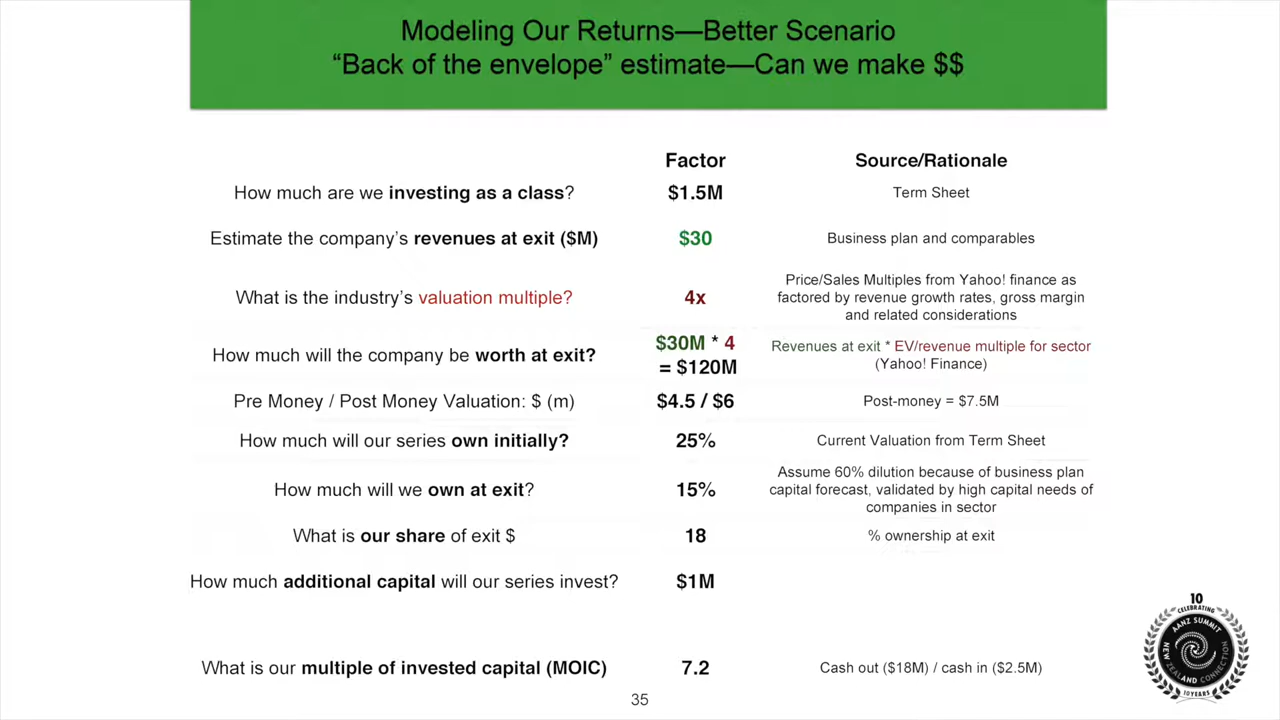 Modeling Our Returns—Better Scenario
“Back of the envelope” estimate—Can we make $$
Factor Source/Rationale
How much are we investing as a class? $1.5M Term Sheet
Estimate the company’s revenues at exit ($M) $30 Business plan and comparables
What is the industry’s valuation multiple? 4x Price/Sales Multiples from Yahoo! finance as
factored by revenue growth rates, gross margin
and related considerations
How much will the company be worth at exit? $30M * 4
= $120M
Revenues at exit * EV/revenue multiple for sector
(Yahoo! Finance)
Pre Money / Post Money Valuation: $ (m) $4.5 / $6 Post-money = $7.5M
How much will our series own initially? 25% Current Valuation from Term Sheet
How much will we own at exit? 15% Assume 60% dilution because of business plan
capital forecast, validated by high capital needs of
companies in sector
What is our share of exit $ 18 % ownership at exit
How much additional capital will our series invest? $1M
What is our multiple of invested capital (MOIC) 7.2 Cash out ($18M) / cash in ($2.5M)
35
10
CELEBRATING
AANZ SUMMIT
NEW ZEALAND CONNECTION
10 YEARS